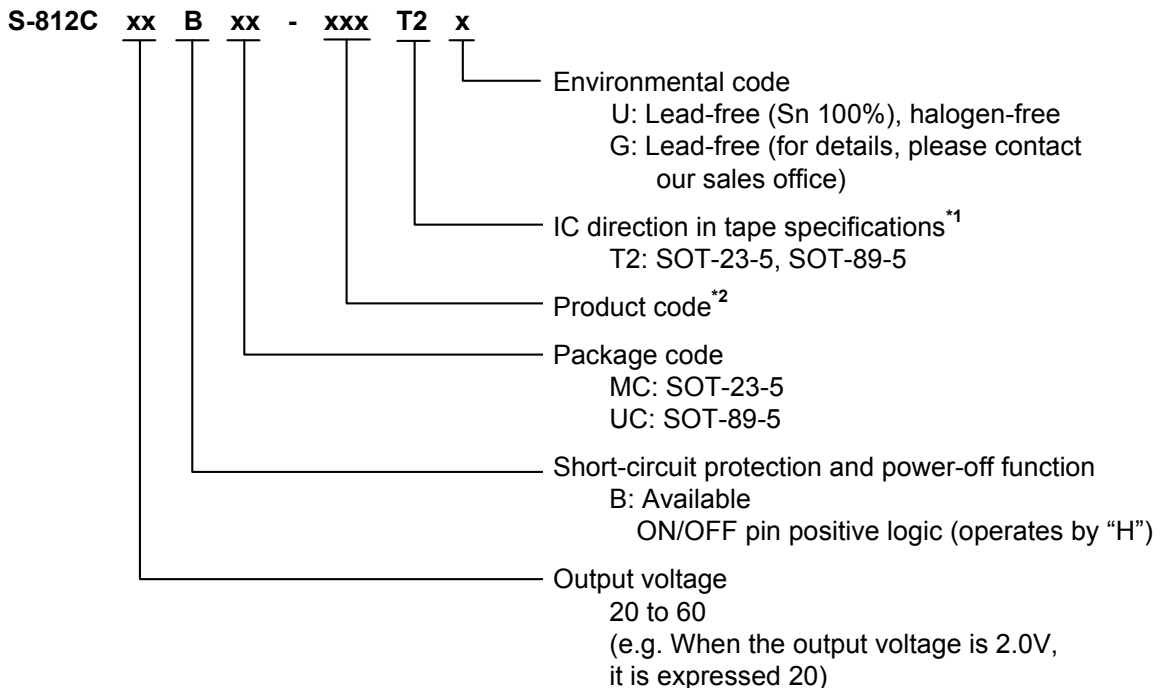 S-812C xx B xx - xxx T2 x
Environmental code
U: Lead-free (Sn 100%), halogen-free
G: Lead-free (for details, please contact
our sales office)
IC direction in tape specifications*1
T2: SOT-23-5, SOT-89-5
Product code*2
Package code
MC: SOT-23-5
UC: SOT-89-5
Short-circuit protection and power-off function
B: Available
ON/OFF pin positive logic (operates by “H”)
Output voltage
20 to 60
(e.g. When the output voltage is 2.0V,
it is expressed 20)